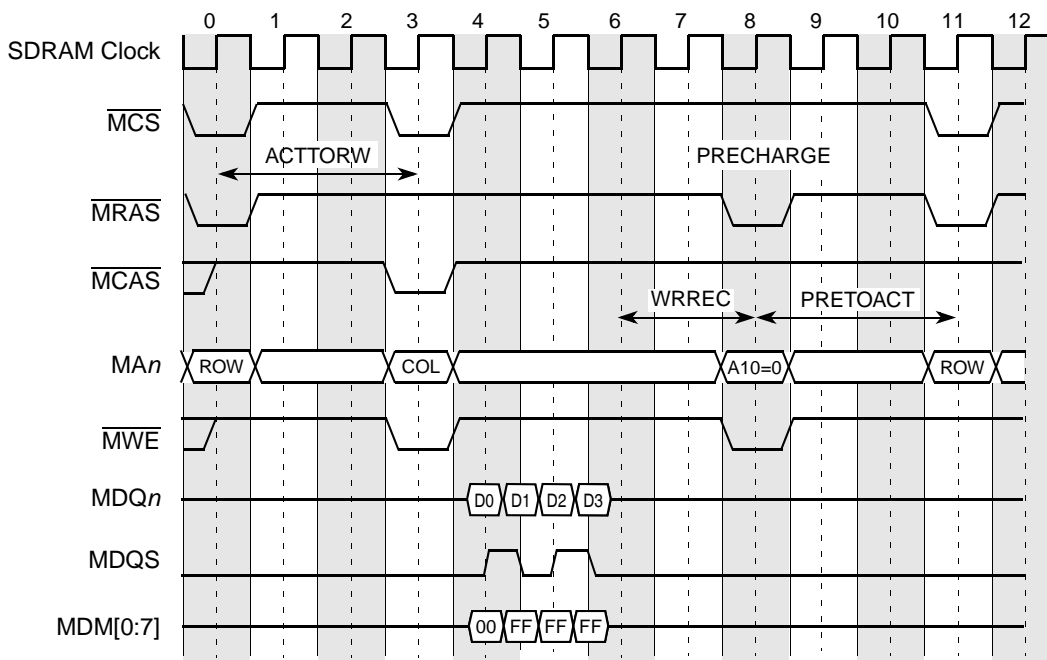 0 1 2 3 4 5 6 7 8 9 10 11 12
SDRAM Clock
MCS
ACTTORW PRECHARGE
MRAS
MCAS
WRREC PRETOACT
MAn ROW COL A10=0 ROW
MWE
MDQn D0 D1 D2 D3
MDQS
MDM[0:7] 00 FF FF FF